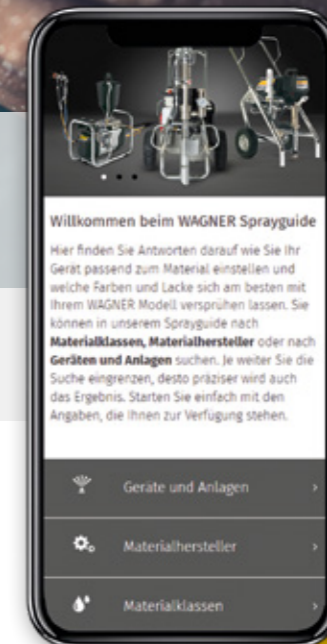 Willkommen beim WAGNER Sprayguide
Hier finden Sie Antworten darauf wie Sie Ihr
Gerät passend zum Material einstellen und
welche Farben und Lacke sich am besten mit
Ihrem WAGNER Modell versprühen lassen. Sie
können in unserem Sprayguide nach
Materialklassen, Materialhersteller oder nach
Geräten und Anlagen suchen. Je weiter Sie die
Suche eingrenzen, desto präziser wird auch
das Ergebnis. Starten Sie einfach mit den
Angaben, die Ihnen zur Verfügung stehen.
Geräte und Anlagen
Materialhersteller
Materialklassen